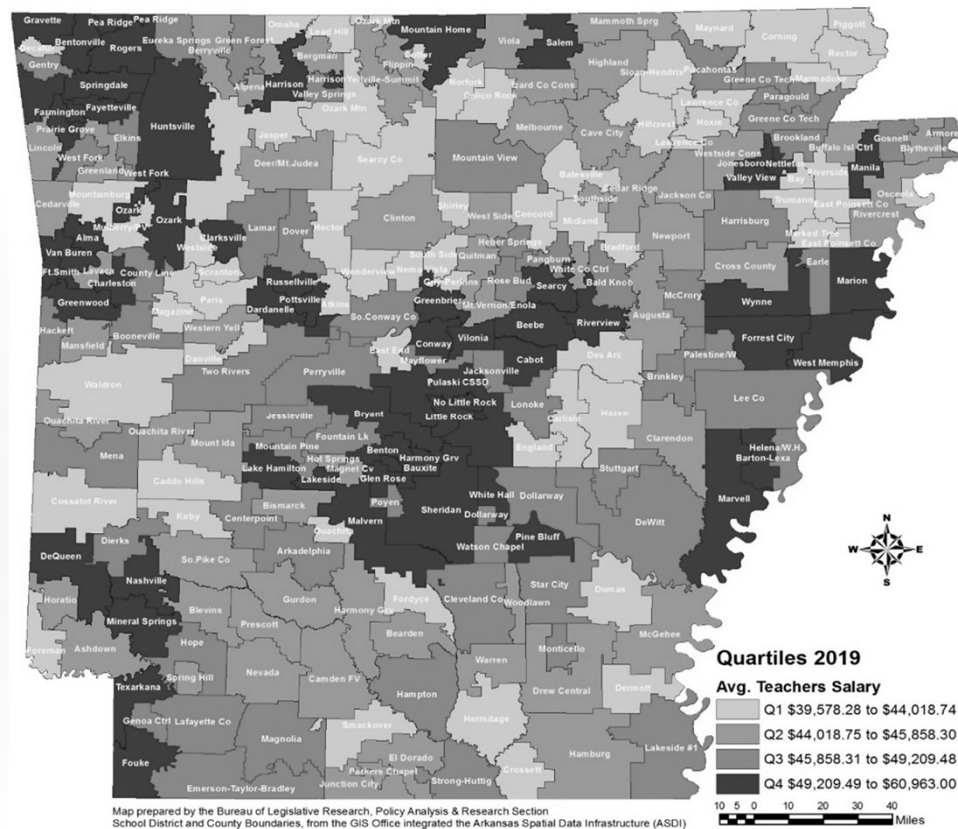 Gravette
Pea Ridge
Pea Ridge
Bentonville
Rogers
Eureka Springs
Green Forest
Berryville
Omaha
Lead Hill
Ozark Mtn
Mountain Home
Viola
Salem
Mammoth Sprg
Maynard
Corning
Piggott
Rector
Decatur
Gentry
Bergman
Flippin
Cotter
Highland
Sloan-Hendrix
Pocahontas
Marmaduke
Springdale
Alpena
Harrison
Harrison
Yellville-Summit
Valley Springs
Norfork
Calico Rock
Izard Co Cons
Greene Co Tech
Paragould
Farmington
Fayetteville
Huntsville
Ozark Mtn
Melbourne
Cave City
Hillcrest
Lawrence Co
Hoxie
Lawrence Co
Greene Co Tech
Prairie Grove
Elkins
Lincoln
West Fork
Greenland
West Fork
Jasper
Deer/Mt.Judea
Searcy Co
Mountain View
Batesville
Westside Cons
Brookland
Buffalo Isl Ctrl
Gosnell
Armorel
Blytheville
Jonesboro
Nettleton
Valley View
Bay
Riverside
Manila
Cedarville
Mountainburg
Ozark
Mulberry/PV
Ozark
Alma
Westside
Clarksville
Lamar
Dover
Hector
Clinton
Shirley
West Side
Concord
Cedar Ridge
Southside
Midland
Jackson Co
Newport
Harrisburg
Trumann
East Poinsett Co
Osceola
Rivercrest
Marked Tree
East Poinsett Co
Van Buren
Ft.Smith
Lavaca
Charleston
County Line
Scranton
Paris
Greenwood
Magazine
Russellville
Pottsville
Dardanelle
Atkins
Wonderview
Nemo Vista
South Side
Quitman
Heber Springs
Pangburn
White Co Ctrl
Bradford
Bald Knob
Guy-Perkins
Rose Bud
Searcy
Greenbrier
Mt.Vernon/Enola
So.Conway Co
McCrory
Cross County
Earle
Marion
Augusta
Wynne
Hackett
Mansfield
Booneville
Western Yell
Danville
Two Rivers
Perryville
East End
Mayflower
Conway
Vilonia
Beebe
Riverview
Cabot
Des Arc
Forrest City
West Memphis
Palestine/W
Brinkley
Lee Co
Waldron
Jacksonville
Pulaski CSSD
No Little Rock
Little Rock
Lonoke
Carlisle
Hazen
England
Clarendon
Ouachita River
Ouachita River
Mena
Mount Ida
Jessieville
Mountain Pine
Fountain Lk
Bryant
Benton
Harmony Grv
Bauxite
Hot Springs
Lake Hamilton
Magnet Cv
Lakeside
Glen Rose
Stuttgart
Helena/W.H.
Barton-Lexa
Marvell
Cossatot River
Caddo Hills
Kirby
Centerpoint
Bismarck
Ouachita
Malvern
Poyen
Sheridan
White Hall
Dollarway
Dollarway
Watson Chapel
Pine Bluff
DeWitt
DeQueen
Dierks
Nashville
So.Pike Co
Arkadelphia
Horatio
Mineral Springs
Blevins
Gurdon
Harmony Grv
Fordyce
Cleveland Co
Woodlawn
Star City
Dumas
Foreman
Ashdown
Hope
Prescott
Bearden
McGehee
Texarkana
Spring Hill
Nevada
Camden FV
Hampton
Warren
Monticello
Drew Central
Dermott
Genoa Ctrl
Lafayette Co
Magnolia
Smackover
Hermitage
Fouke
Emerson-Taylor-Bradley
Parkers Chapel
El Dorado
Junction City
Strong-Huttig
Crossett
Hamburg
Lakeside #1
N
W
E
S
Quartiles 2019
Avg. Teachers Salary
Q1 $39,578.28 to $44,018.74
Q2 $44,018.75 to $45,858.30
Q3 $45,858.31 to $49,209.48
Q4 $49,209.49 to $60,963.00
10 5 0 10 20 30 40
Miles
Map prepared by the Bureau of Legislative Research, Policy Analysis & Research Section
School District and County Boundaries, from the GIS Office integrated the Arkansas Spatial Data Infrastructure (ASDI)